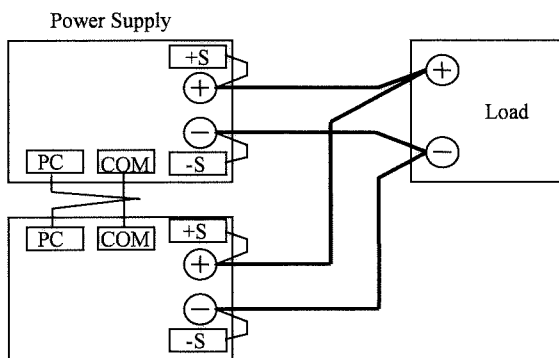 Power Supply
+S
+
−
-S
PC COM
Load
+
−
PC COM
+S
+
−
-S